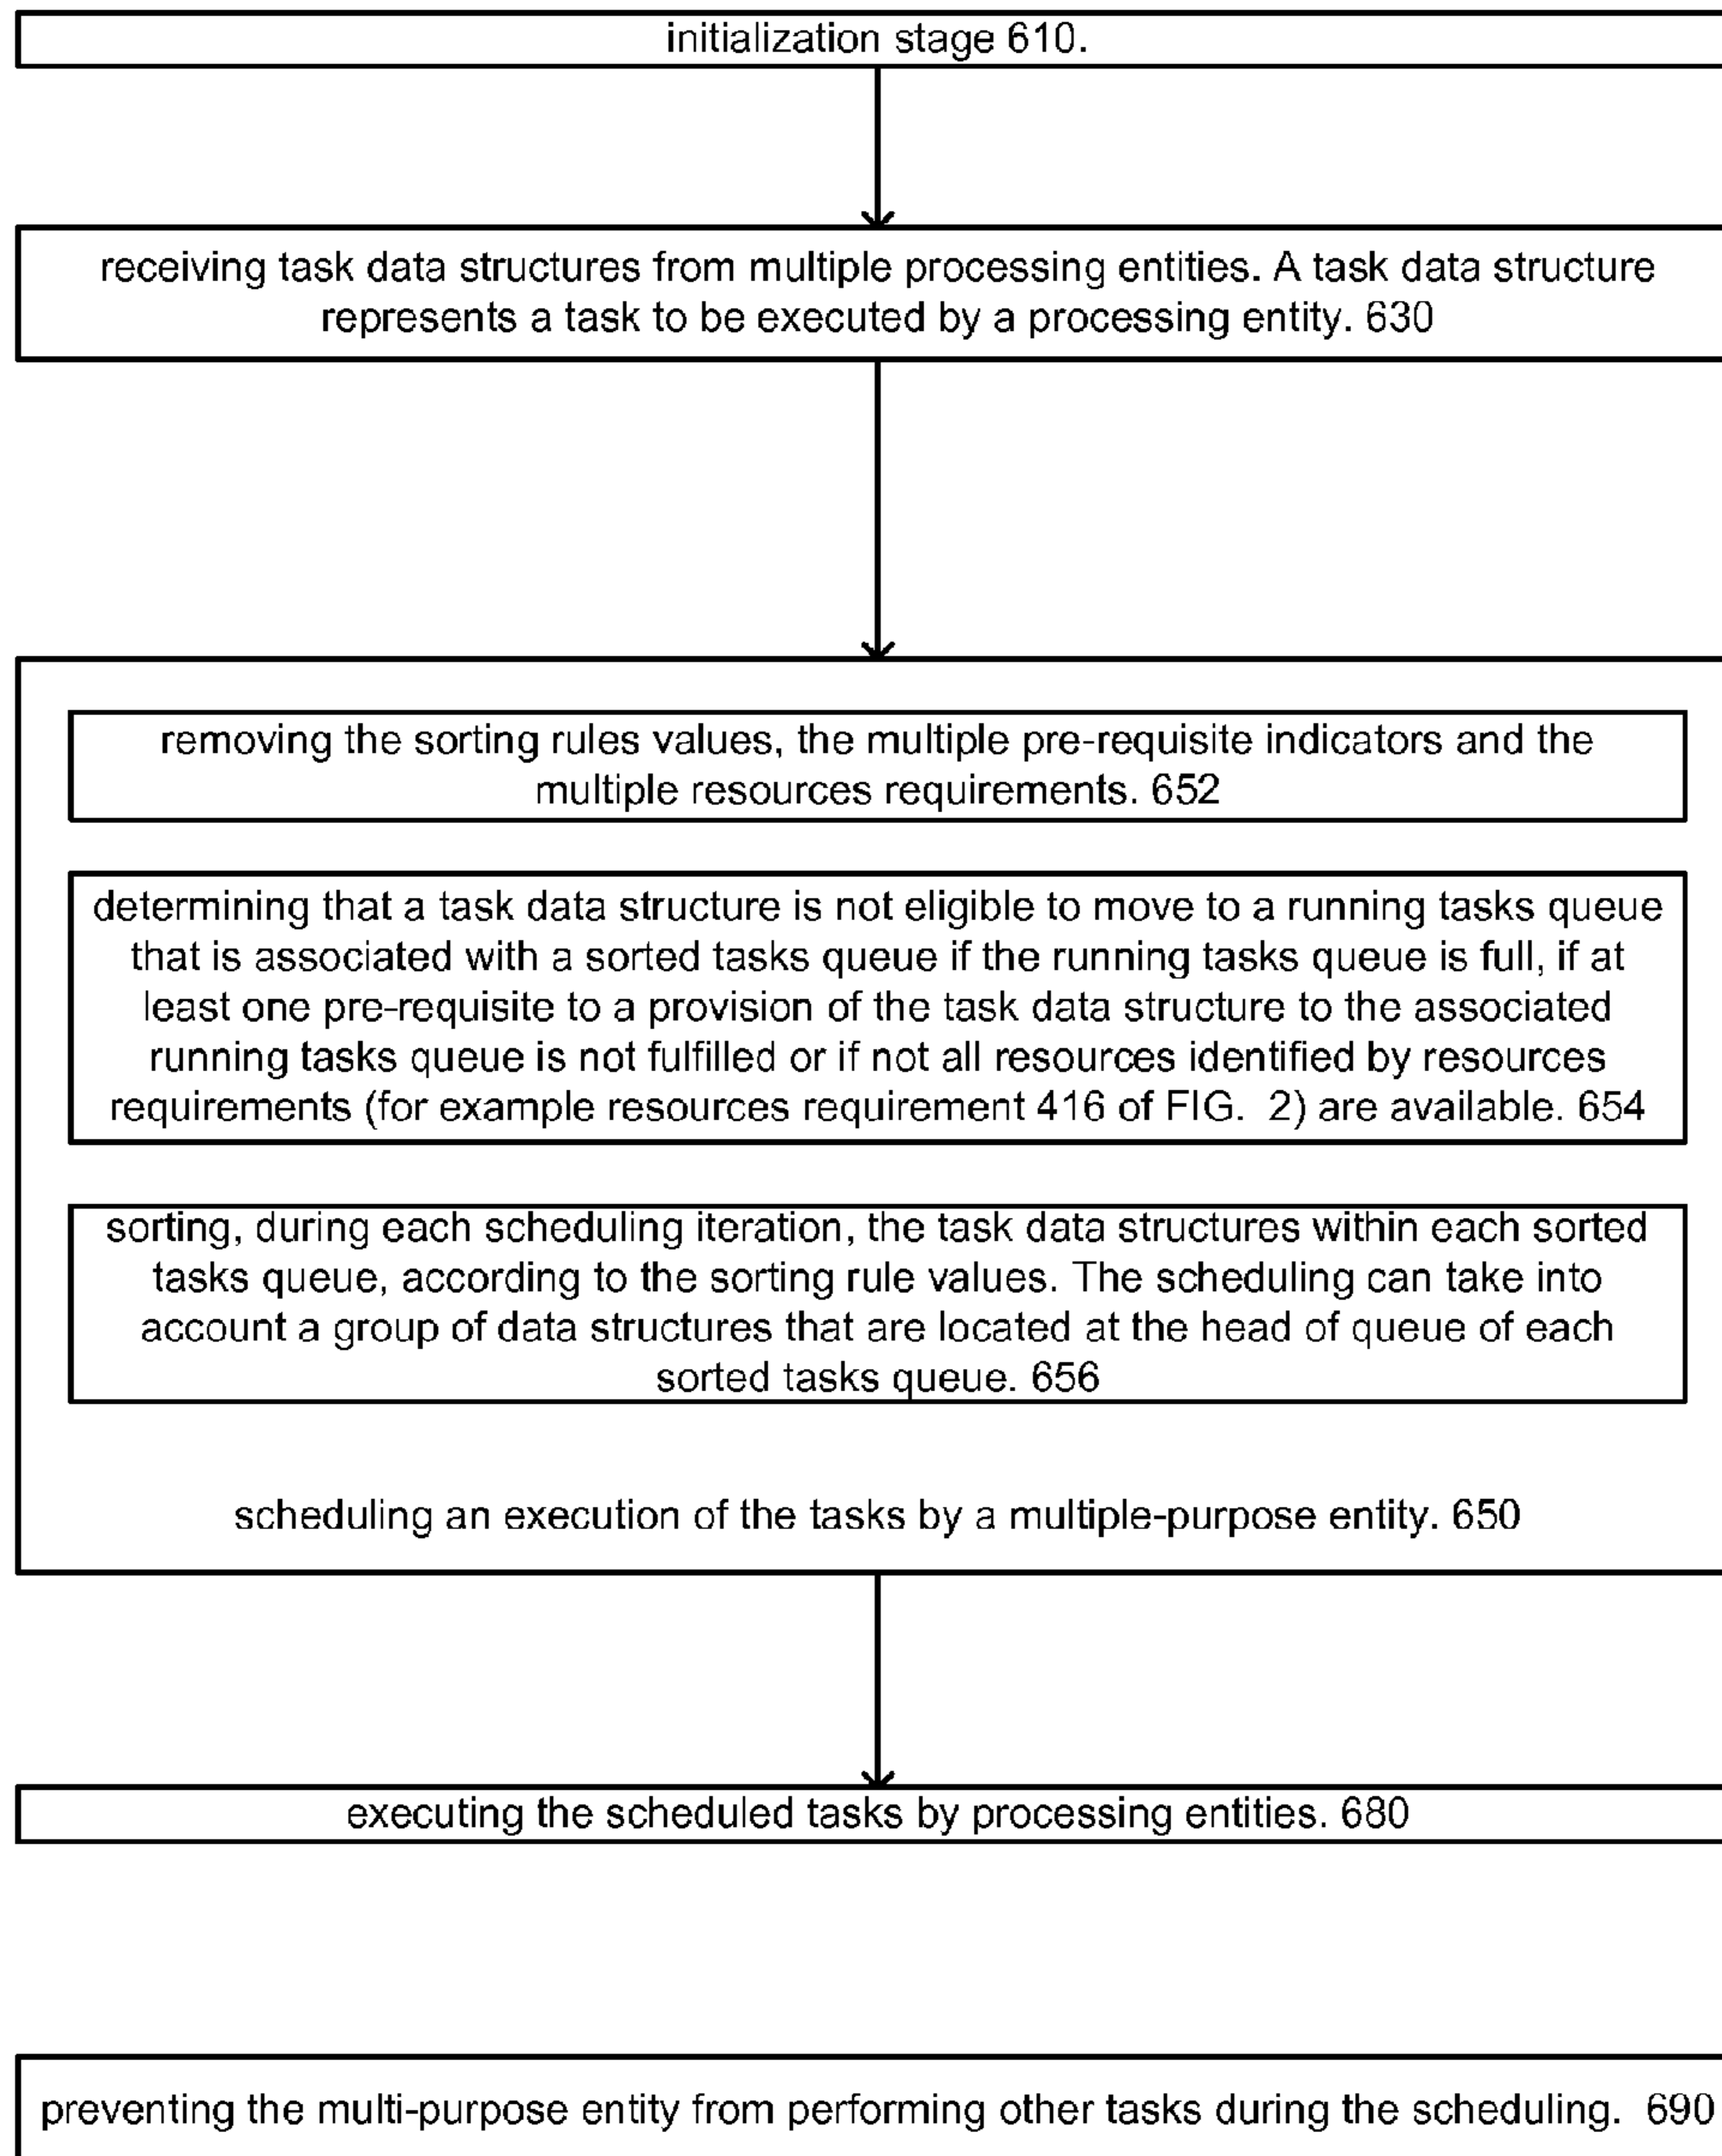 initialization stage 610.
receiving task data structures from multiple processing entities. A task data structure
represents a task to be executed by a processing entity. 630
removing the sorting rules values, the multiple pre-requisite indicators and the
multiple resources requirements. 652
determining that a task data structure is not eligible to move to a running tasks queue
that is associated with a sorted tasks queue if the running tasks queue is full, if at
least one pre-requisite to a provision of the task data structure to the associated
running tasks queue is not fulfilled or if not all resources identified by resources
requirements (for example resources requirement 416 of FIG. 2) are available. 654
sorting, during each scheduling iteration, the task data structures within each sorted
tasks queue, according to the sorting rule values. The scheduling can take into
account a group of data structures that are located at the head of queue of each
sorted tasks queue. 656
scheduling an execution of the tasks by a multiple-purpose entity. 650
executing the scheduled tasks by processing entities. 680
preventing the multi-purpose entity from performing other tasks during the scheduling. 690